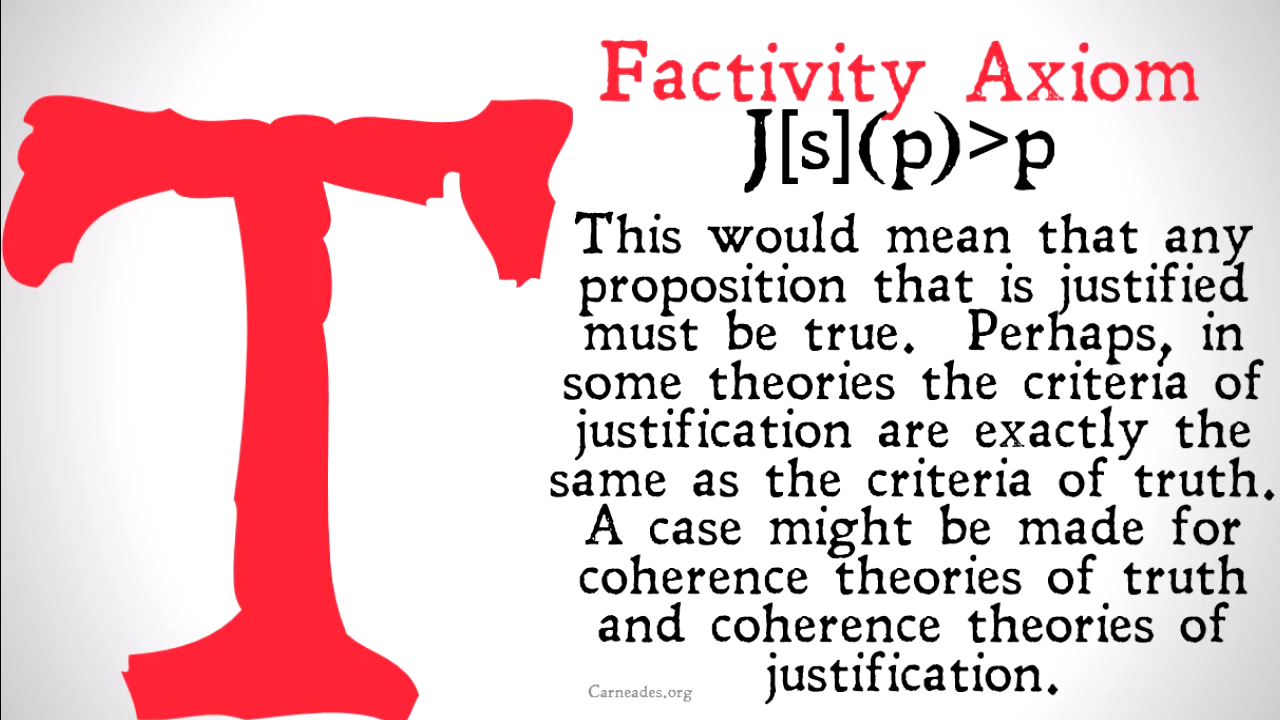 T
Factivity Axiom
J[s](p)>p
This would mean that any
proposition that is justified
must be true. Perhaps, in
some theories the criteria of
justification are exactly the
same as the criteria of truth.
A case might be made for
coherence theories of truth
and coherence theories of
justification.
Carneades.org